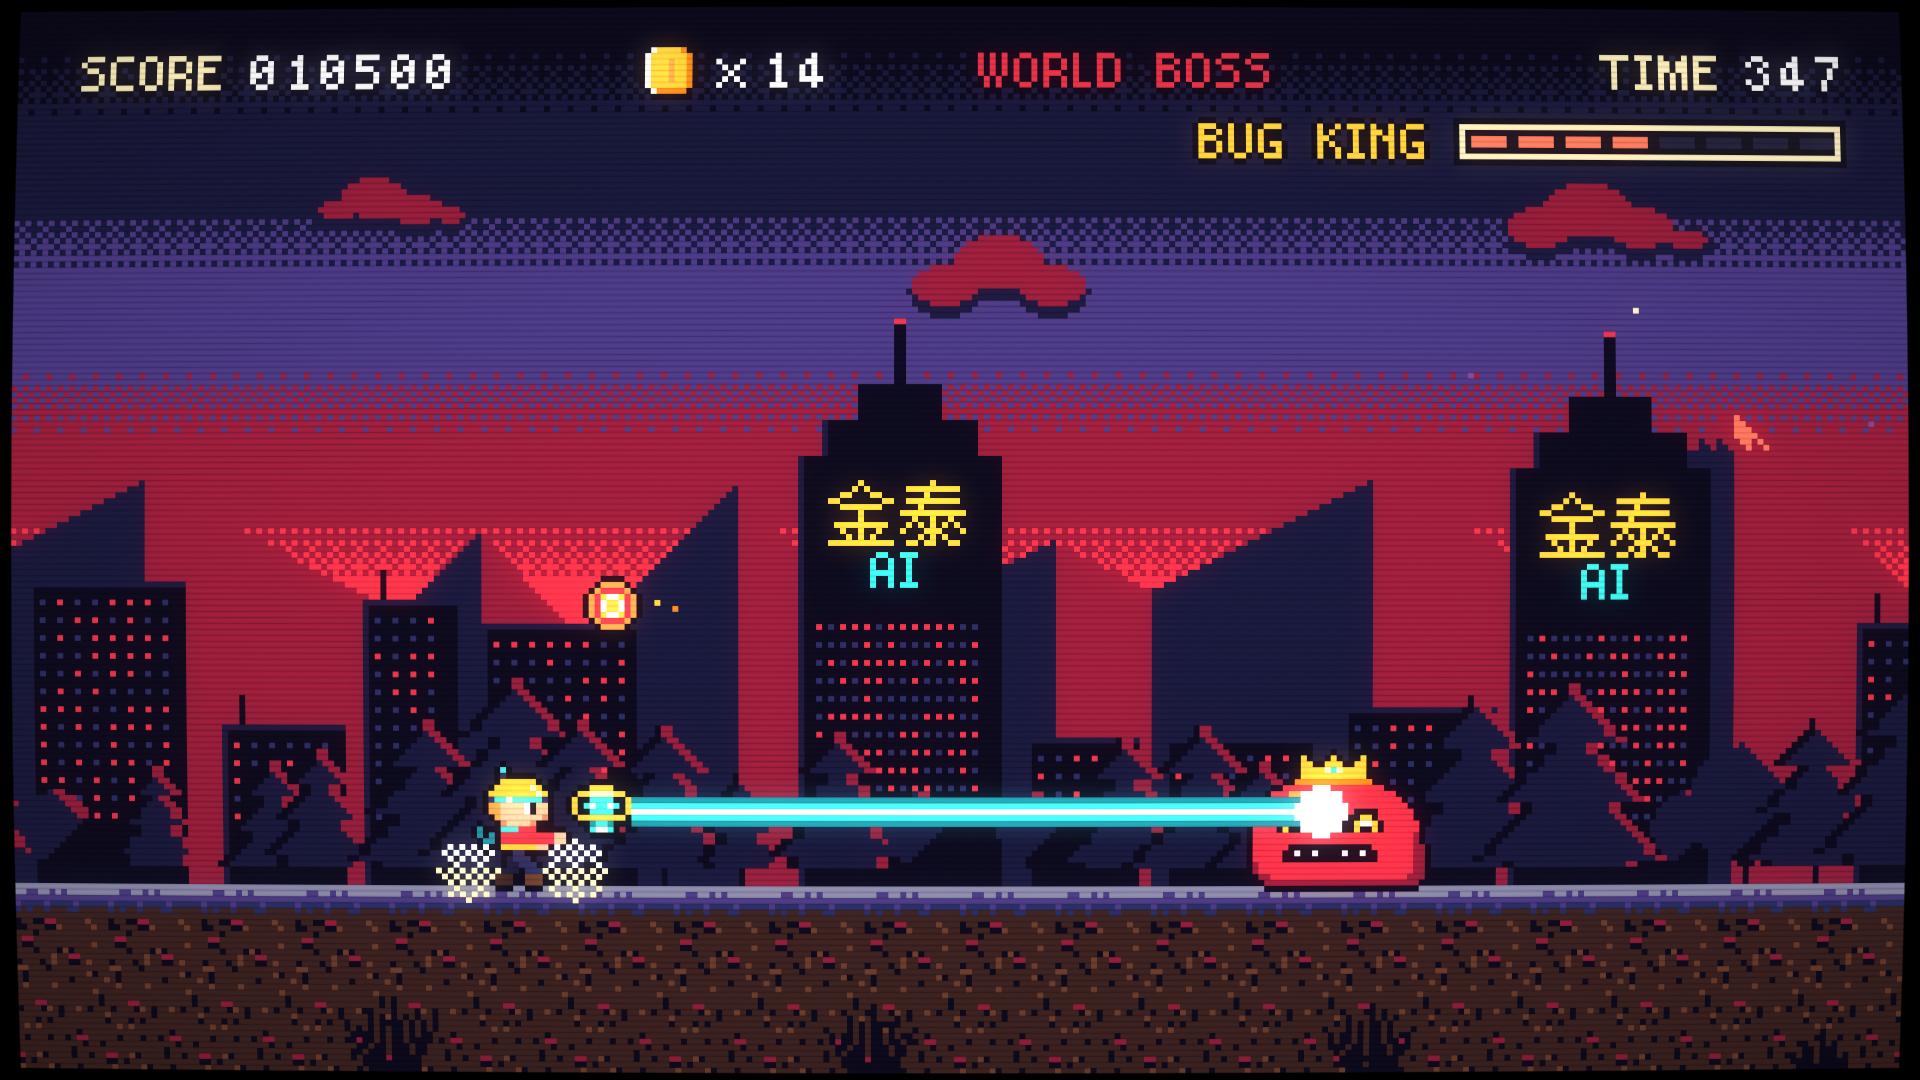 SCORE 010500
x 14
WORLD BOSS
TIME 347
BUG KING
金泰
AI
金泰
AI